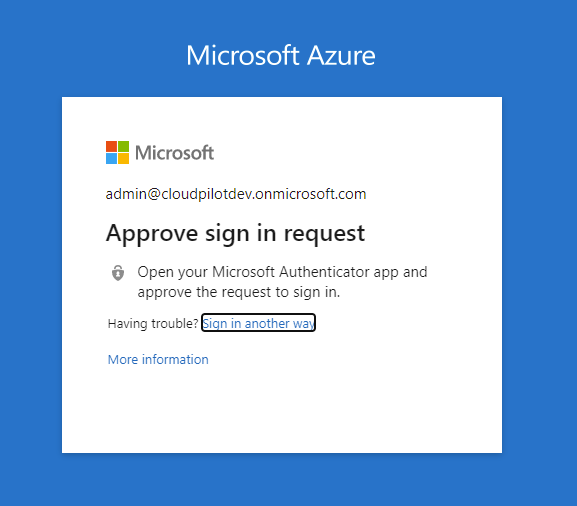 Microsoft Azure
Microsoft
admin@cloudpilotdev.onmicrosoft.com
Approve sign in request
Open your Microsoft Authenticator app and
approve the request to sign in.
Having trouble? Sign in another way
More information